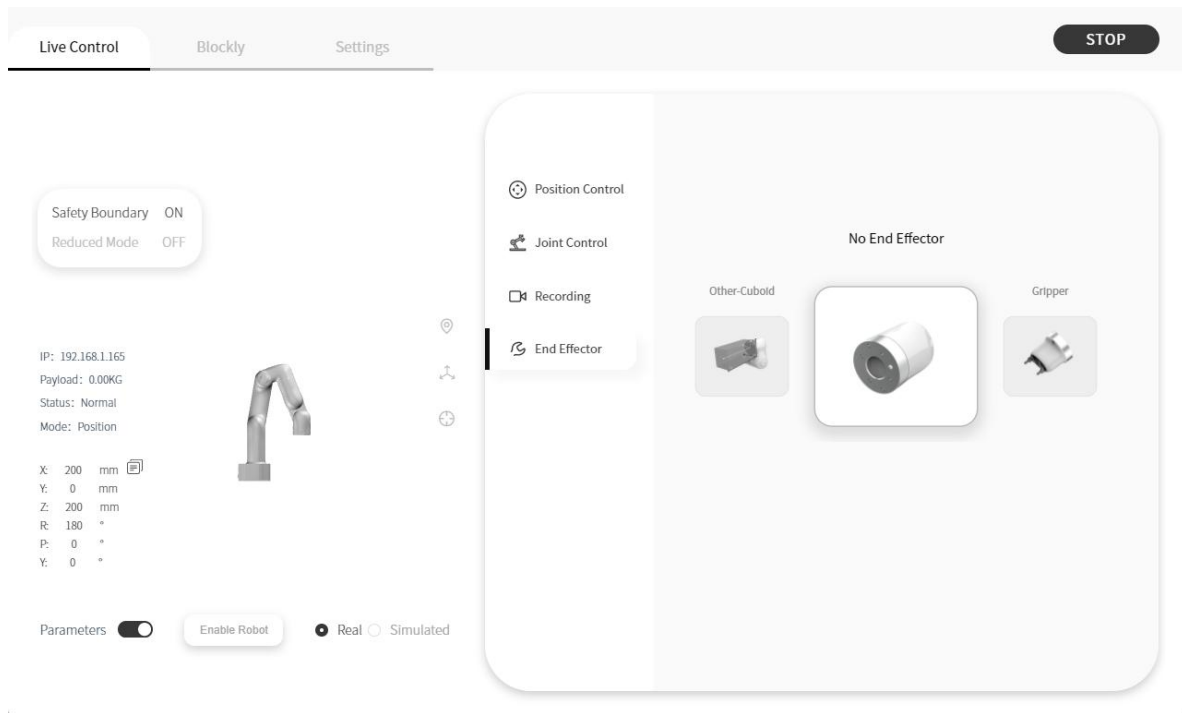 Live Control
Blockly
Settings
STOP
Safety Boundary ON
Reduced Mode OFF
IP: 192.168.1.165
Payload: 0.00KG
Status: Normal
Mode: Position
X: 200 mm
Y: 0 mm
Z: 200 mm
R: 180 °
P: 0 °
Y: 0 °
Parameters
Enable Robot
Real
Simulated
Position Control
Joint Control
Recording
End Effector
No End Effector
Other-Cuboid
Gripper